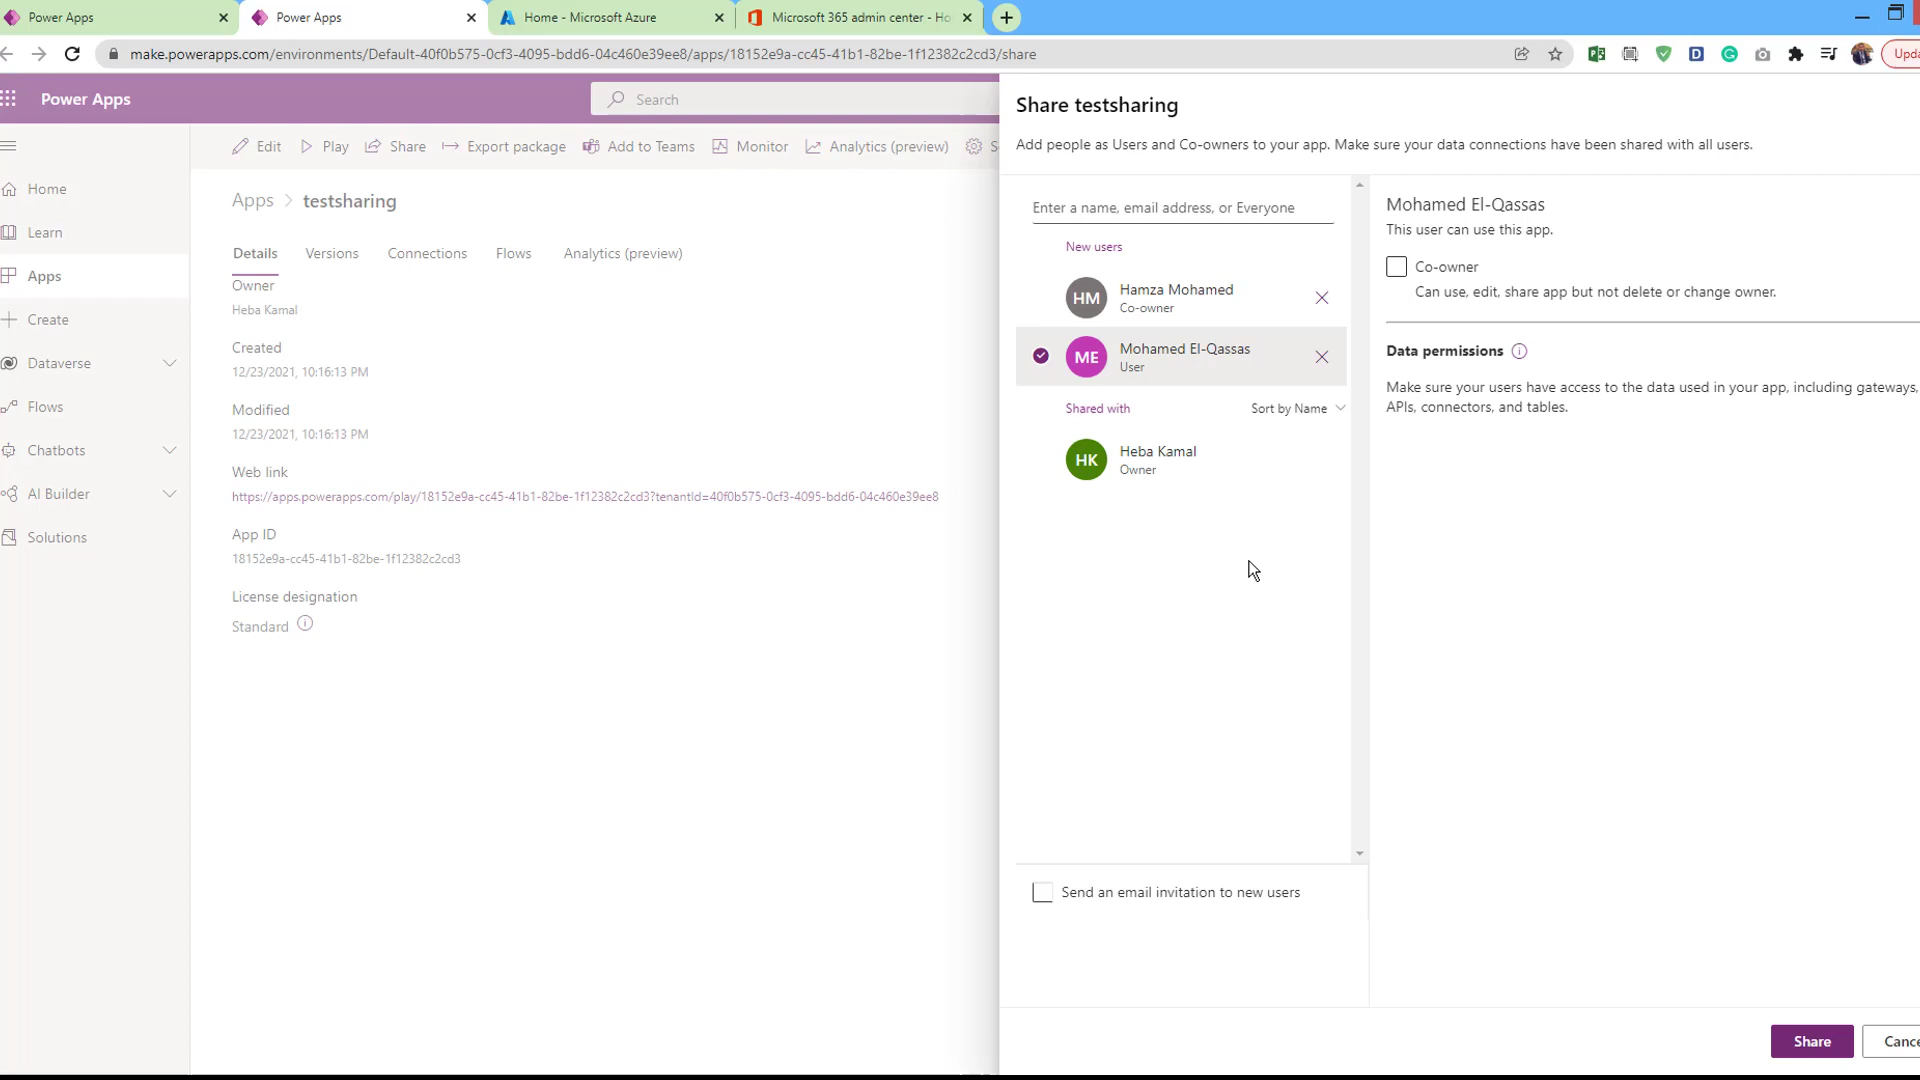 Power Apps
Power Apps
Home - Microsoft Azure
Microsoft 365 admin center - Ho
make.powerapps.com/environments/Default-40f0b575-0cf3-4095-bdd6-04c460e39ee8/apps/18152e9a-cc45-41b1-82be-1f12382c2cd3/share
Upda
Power Apps
Search
Home
Learn
Apps
Create
Dataverse
Flows
Chatbots
AI Builder
Solutions
Edit
Play
Share
Export package
Add to Teams
Monitor
Analytics (preview)
S
Apps > testsharing
Details
Versions
Connections
Flows
Analytics (preview)
Owner
Heba Kamal
Created
12/23/2021, 10:16:13 PM
Modified
12/23/2021, 10:16:13 PM
Web link
https://apps.powerapps.com/play/18152e9a-cc45-41b1-82be-1f12382c2cd3?tenantId=40f0b575-0cf3-4095-bdd6-04c460e39ee8
App ID
18152e9a-cc45-41b1-82be-1f12382c2cd3
License designation
Standard
Share testsharing
Add people as Users and Co-owners to your app. Make sure your data connections have been shared with all users.
Enter a name, email address, or Everyone
New users
HM
Hamza Mohamed
Co-owner
ME
Mohamed El-Qassas
User
Shared with
Sort by Name
HK
Heba Kamal
Owner
Send an email invitation to new users
Mohamed El-Qassas
This user can use this app.
Co-owner
Can use, edit, share app but not delete or change owner.
Data permissions
Make sure your users have access to the data used in your app, including gateways,
APIs, connectors, and tables.
Share
Cance